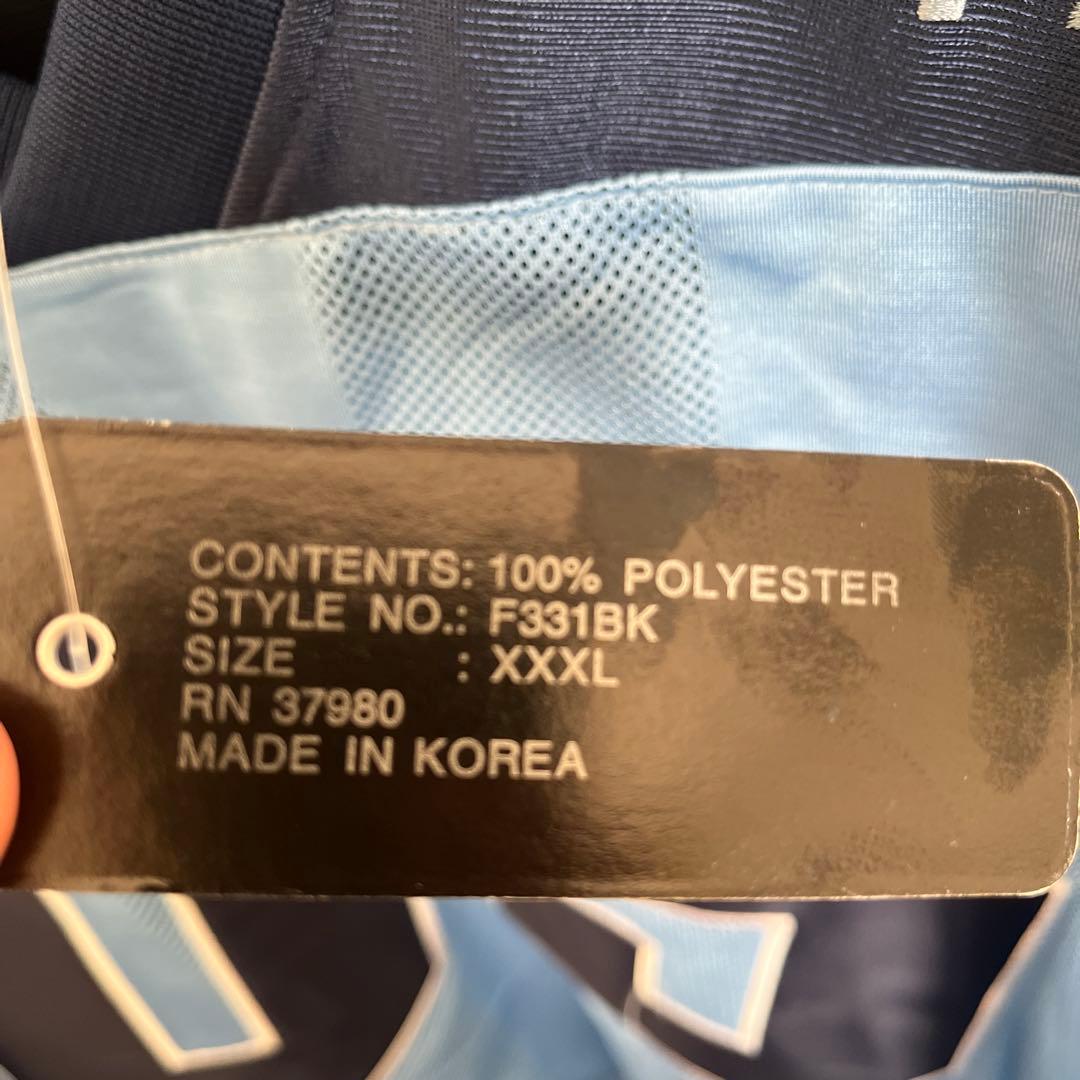 CONTENTS: 100% POLYESTER
STYLE NO.: F331BK
SIZE : XXXL
RN 37980
MADE IN KOREA